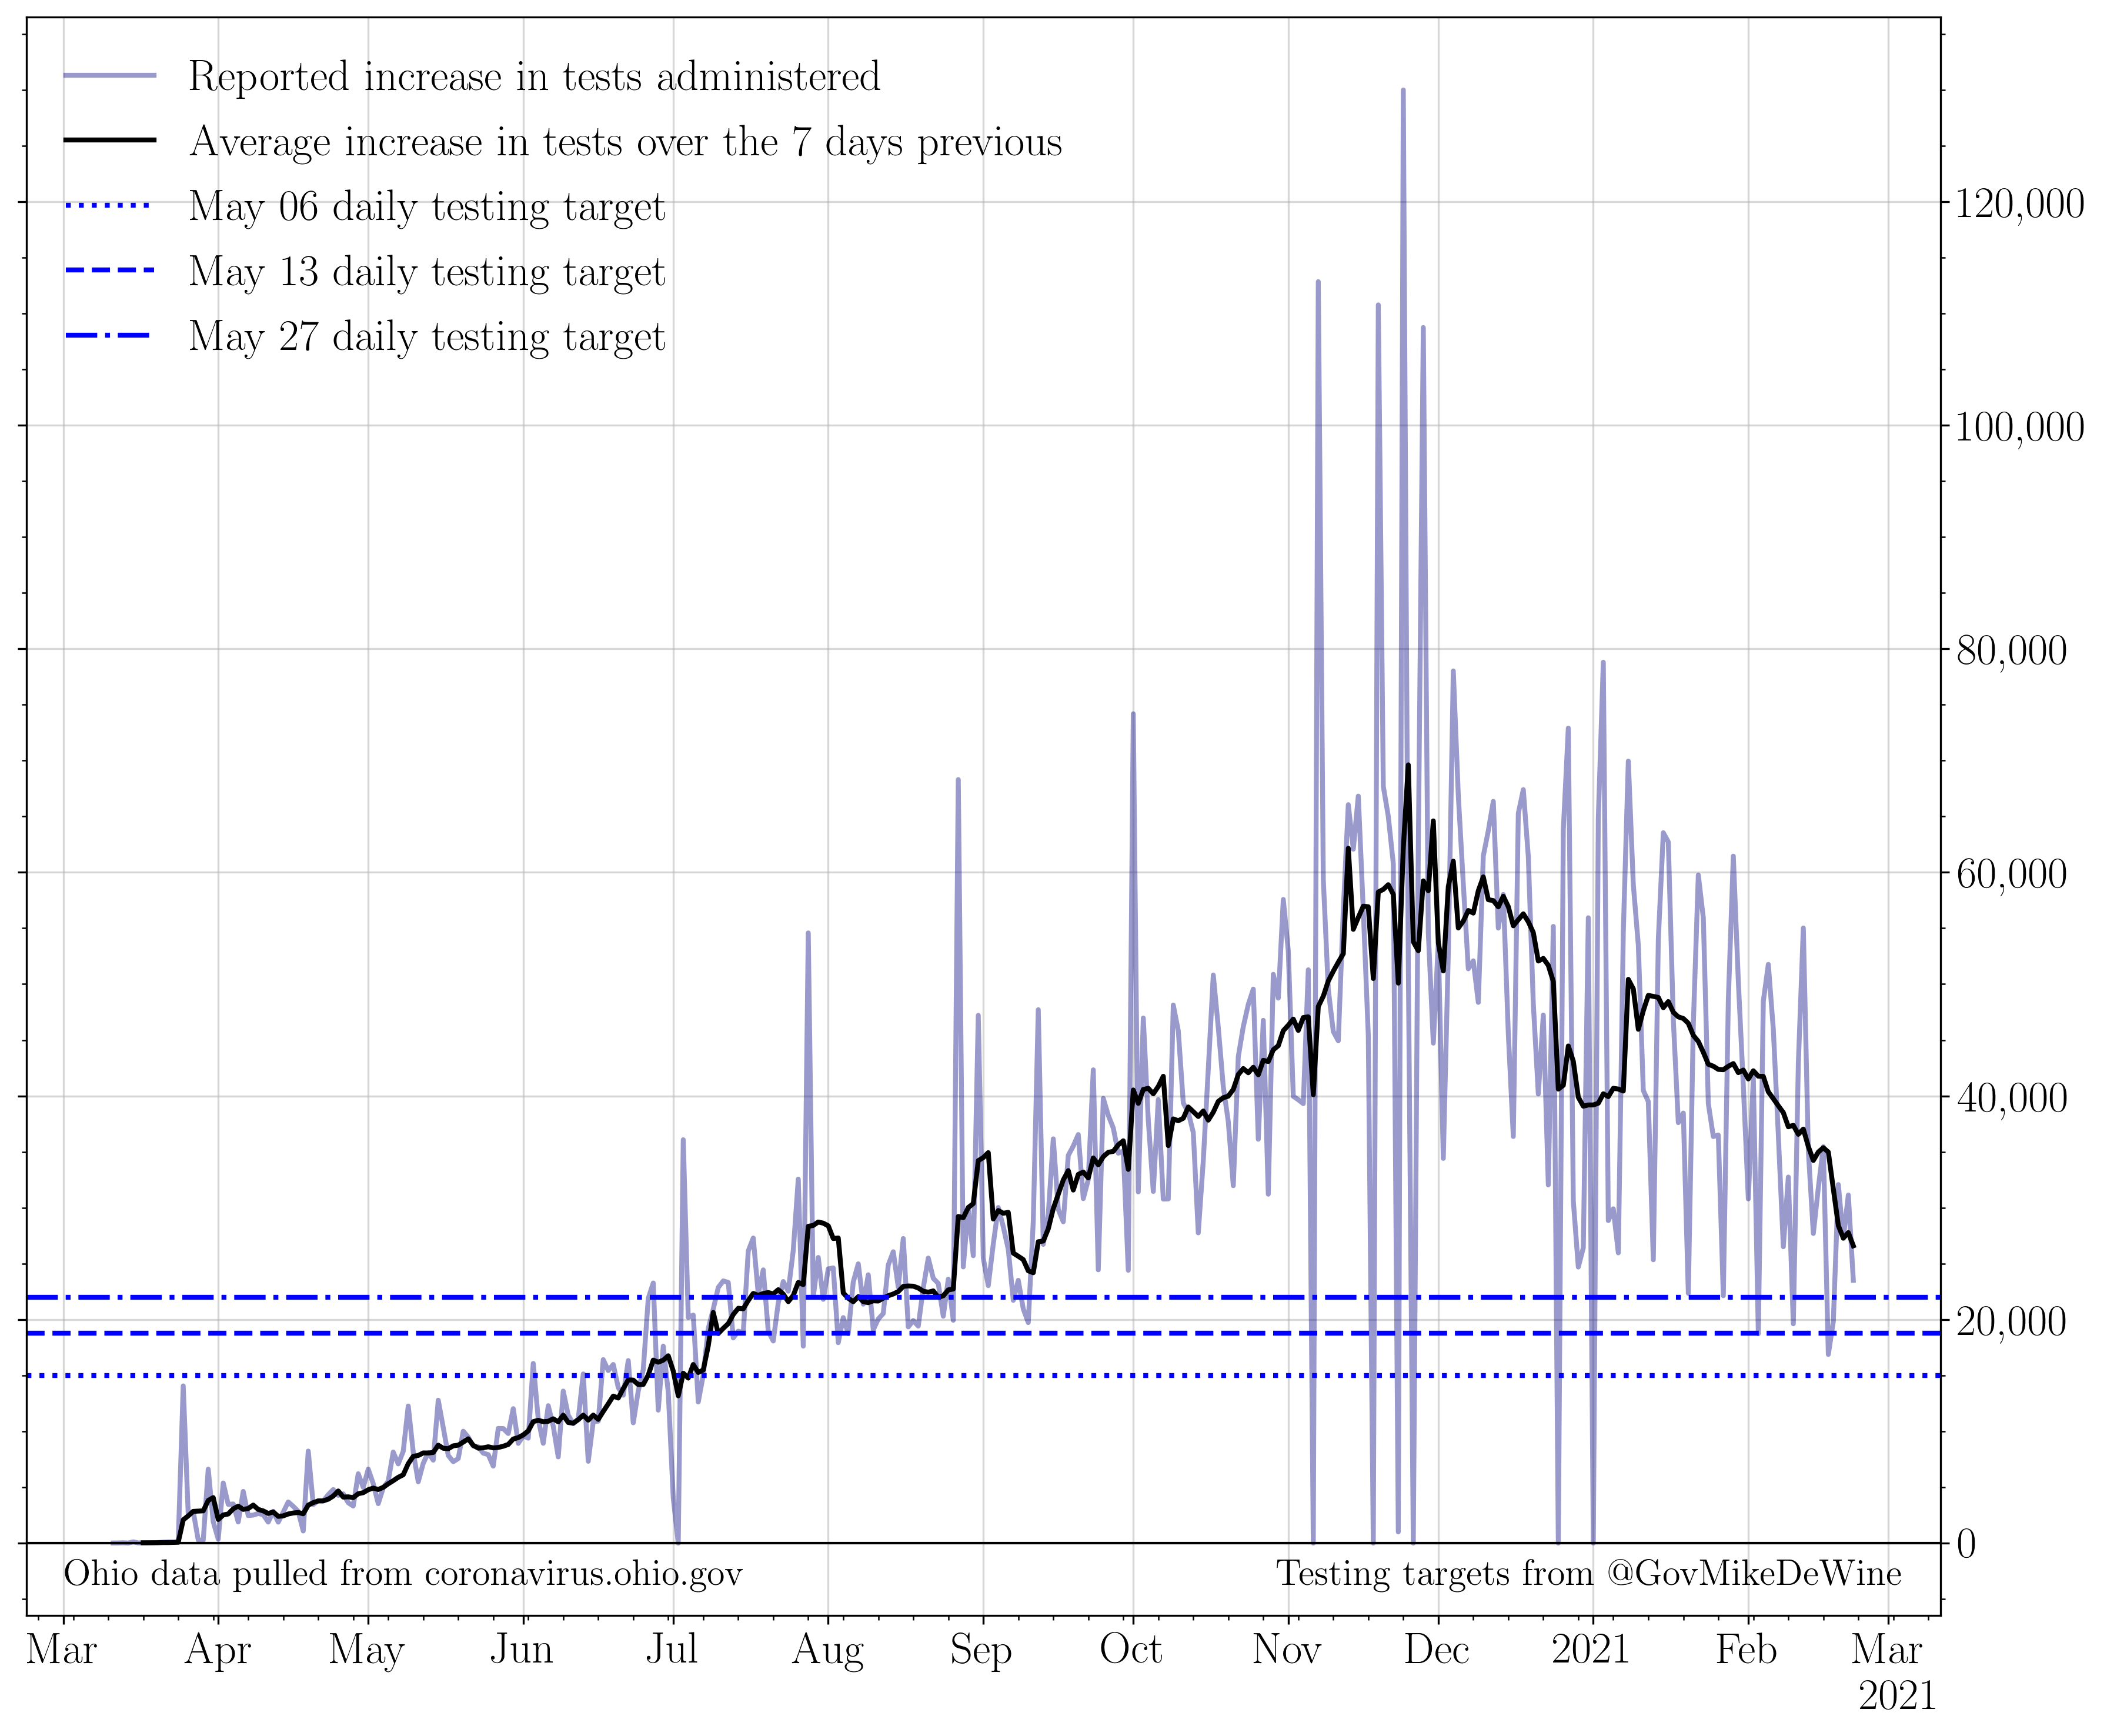 Reported increase in tests administered
Average increase in tests over the 7 days previous
May 06 daily testing target
May 13 daily testing target
May 27 daily testing target
120,000
100,000
80,000
60,000
40,000
20,000
0
Ohio data pulled from coronavirus.ohio.gov
Testing targets from @GovMikeDeWine
Mar Apr May Jun Jul Aug Sep Oct Nov Dec 2021 Feb Mar
2021